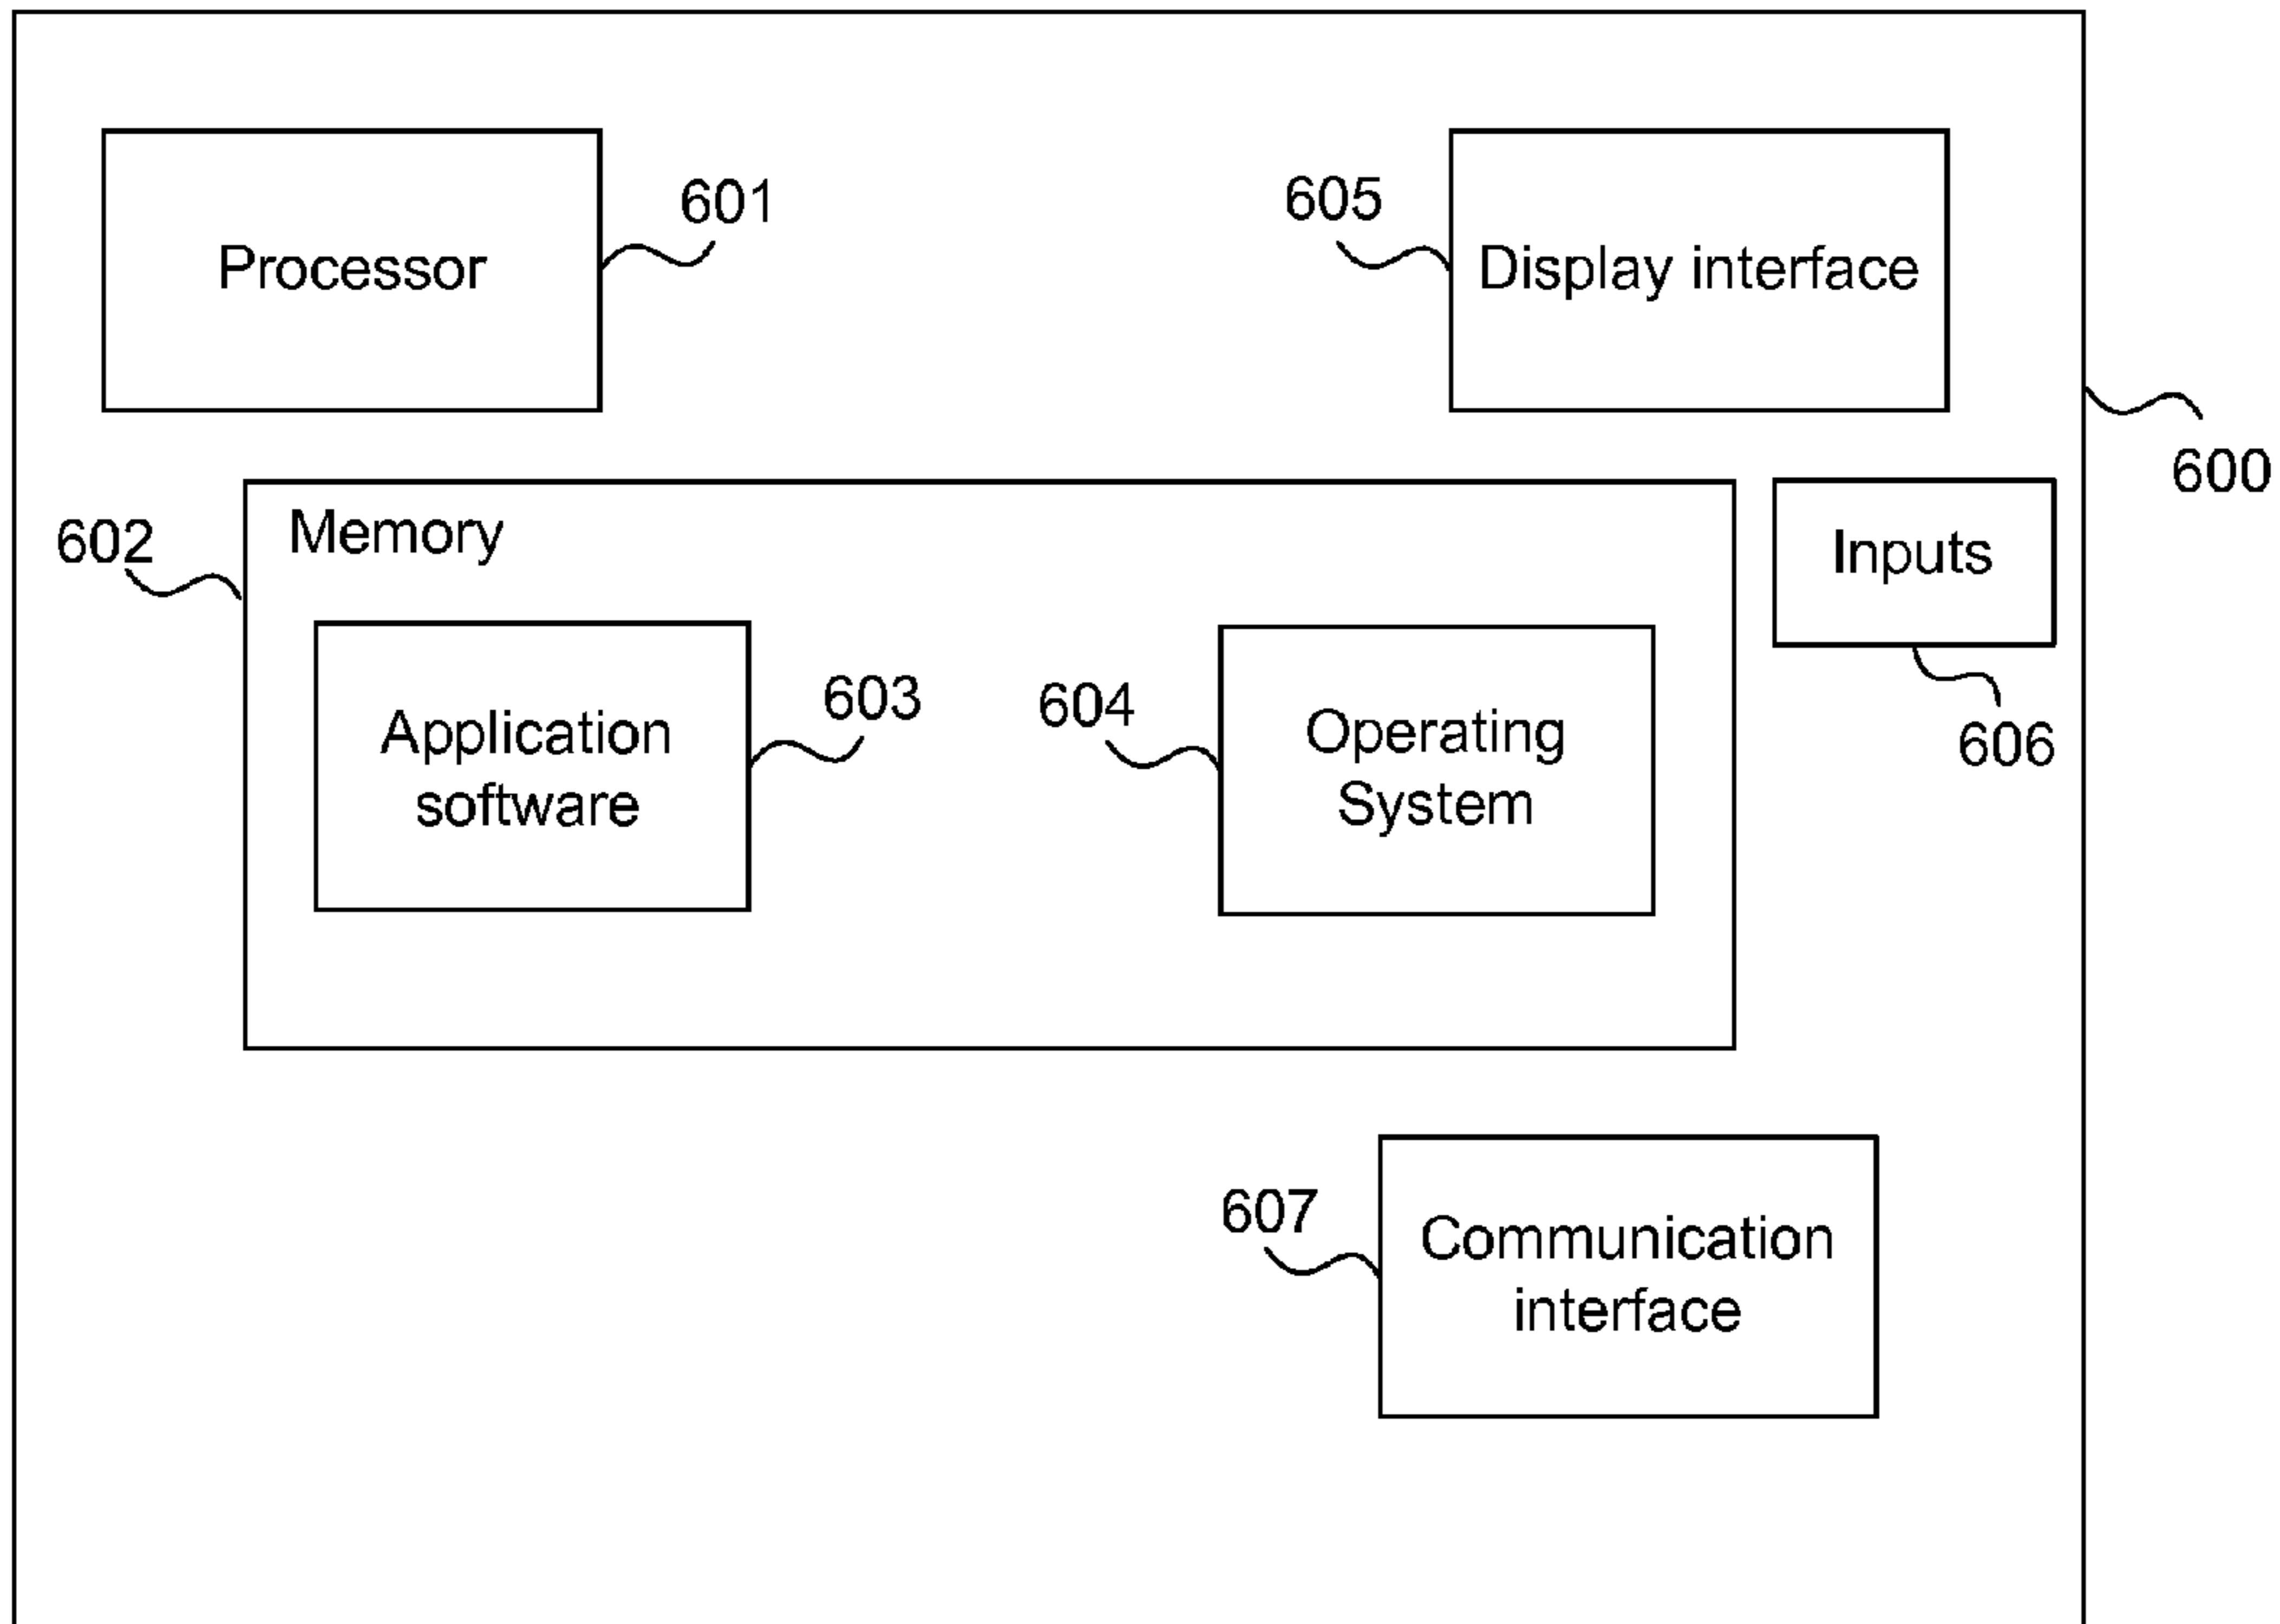 Processor
601
605
Display interface
600
602
Memory
Inputs
606
Application
software
603
604
Operating
System
607
Communication
interface